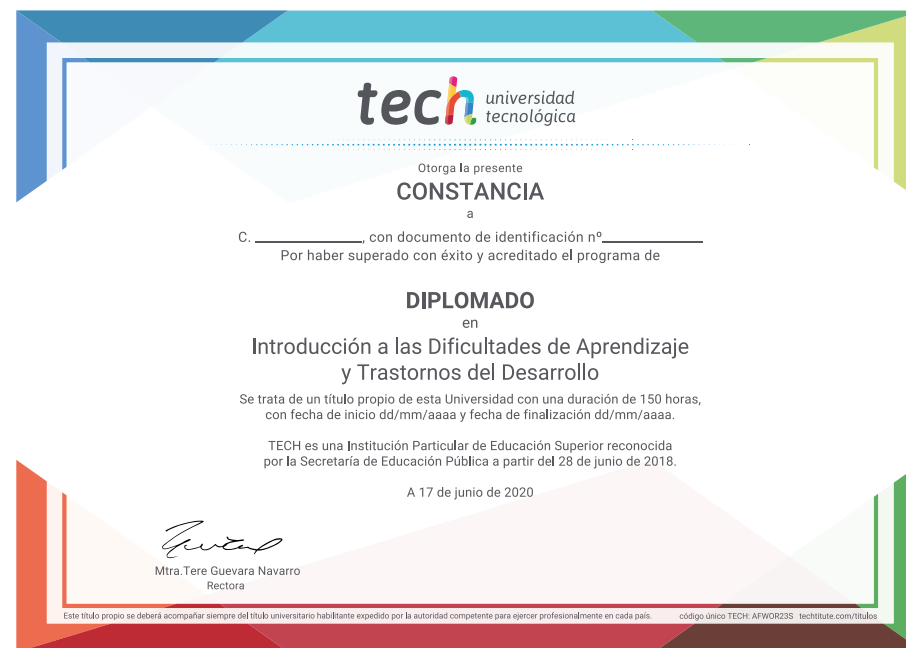 tech universidad
tecnológica
Otorga la presente
CONSTANCIA
a
C. ____________, con documento de identificación nº____________
Por haber superado con éxito y acreditado el programa de
DIPLOMADO
en
Introducción a las Dificultades de Aprendizaje
y Trastornos del Desarrollo
Se trata de un título propio de esta Universidad con una duración de 150 horas,
con fecha de inicio dd/mm/aaaa y fecha de finalización dd/mm/aaaa.
TECH es una Institución Particular de Educación Superior reconocida
por la Secretaría de Educación Pública a partir del 28 de junio de 2018.
A 17 de junio de 2020
Mtra.Tere Guevara Navarro
Rectora
Este título propio se deberá acompañar siempre del título universitario habilitante expedido por la autoridad competente para ejercer profesionalmente en cada país. código único TECH: AFWOR23S techtitute.com/titulos